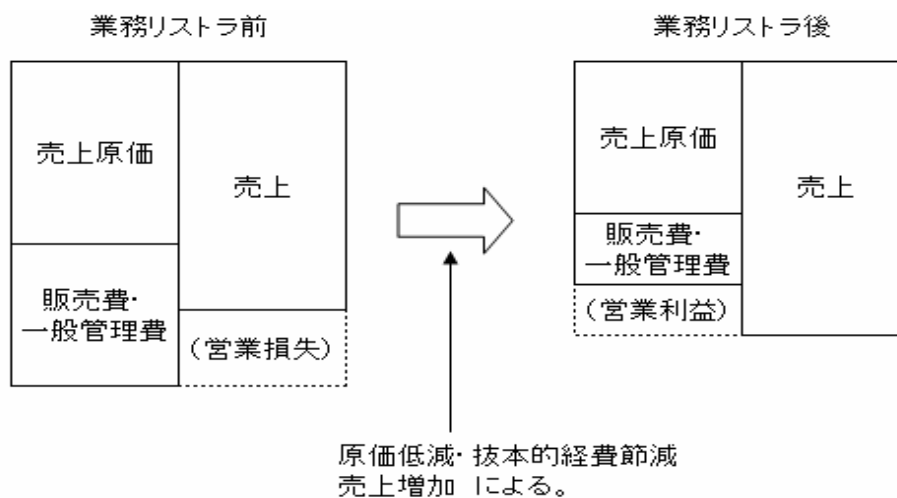 業務リストラ前
業務リストラ後
売上原価
売上
販売費・
一般管理費
(営業損失)
売上原価
販売費・
一般管理費
(営業利益)
売上
原価低減・抜本的経費節減
売上増加 による。